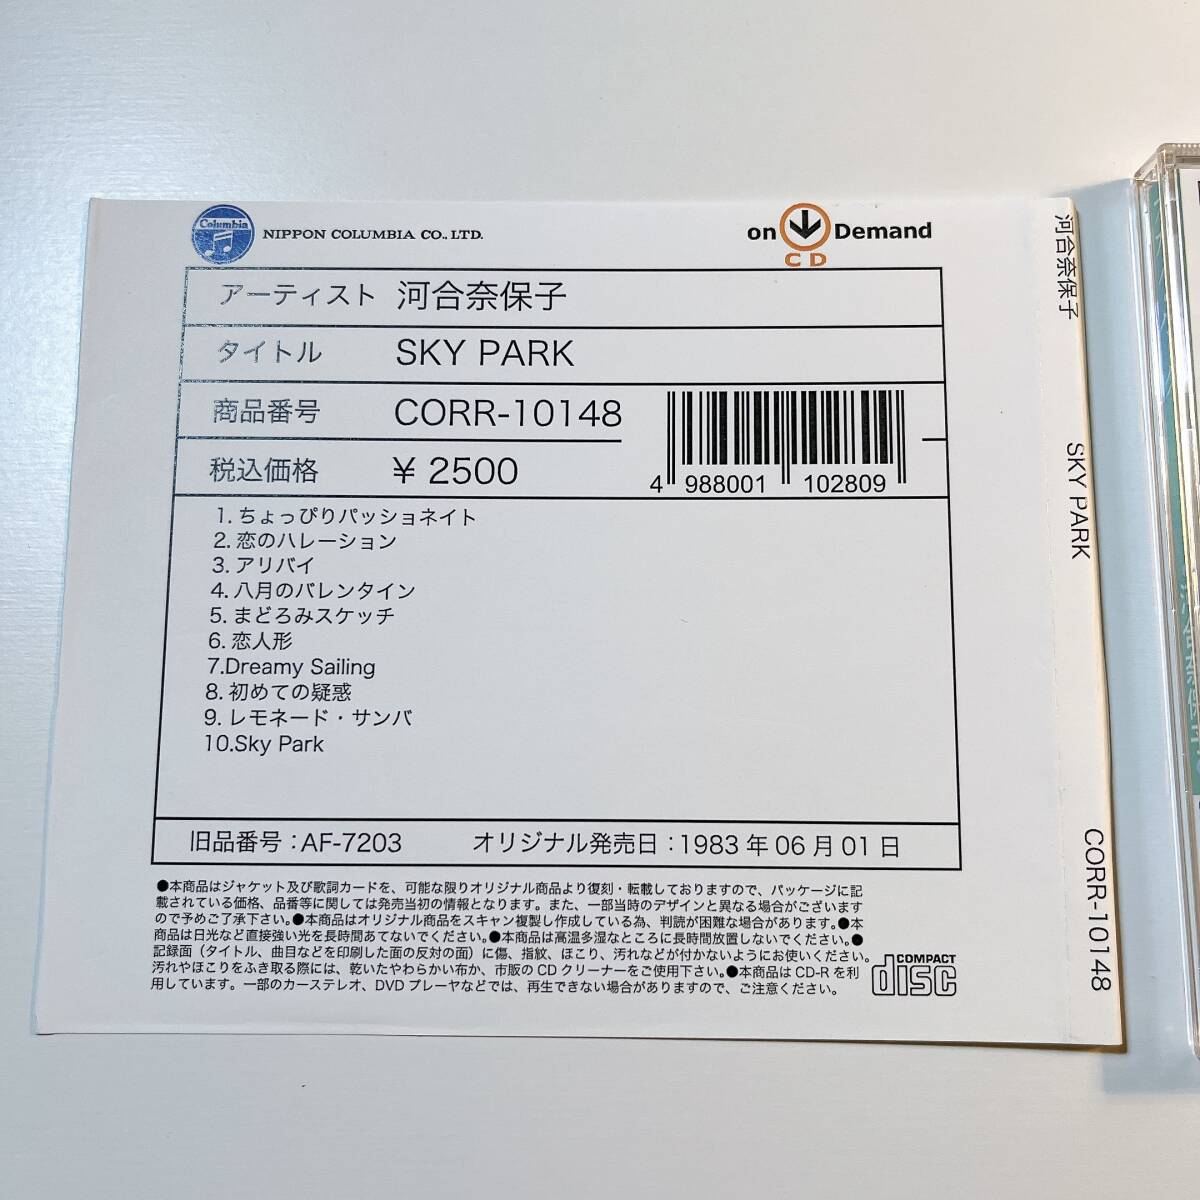 Columbia
NIPPON COLUMBIA CO., LTD.
on Demand
CD
アーティスト 河合奈保子
タイトル SKY PARK
商品番号 CORR-10148
税込価格 ¥ 2500
4 988001 102809
1. ちょっぴりパッショネイト
2. 恋のハレーション
3. アリバイ
4. 八月のバレンタイン
5. まどろみスケッチ
6. 恋人形
7.Dreamy Sailing
8. 初めての疑惑
9. レモネード・サンバ
10.Sky Park
旧品番号：AF-7203 オリジナル発売日：1983 年 06 月 01 日
●本商品はジャケット及び歌詞カードを、可能な限りオリジナル商品より復刻・転載しておりますので、パッケージに記
載されている価格、品番等に関しては発売当初の情報となります。また、一部当時のデザインと異なる場合がございます
ので予めご了承下さい。●本商品はオリジナル商品をスキャン複製し作成している為、判読が困難な場合があります。●本
商品は日光など直接強い光を長時間あてないでください。●本商品は高温多湿なところに長時間放置しないでください。●
記録面（タイトル、曲目などを印刷した面の反対の面）に傷、指紋、ほこり、汚れなどが付かないようにお使いください。
汚れやほこりをふき取る際には、乾いたやわらかい布か、市販の CD クリーナーをご使用下さい。●本商品は CD-R を利
用しています。一部のカーステレオ、DVD プレーヤなどでは、再生できない場合がありますので、ご注意ください。
COMPACT
disc
河合奈保子
SKY PARK
CORR-10148